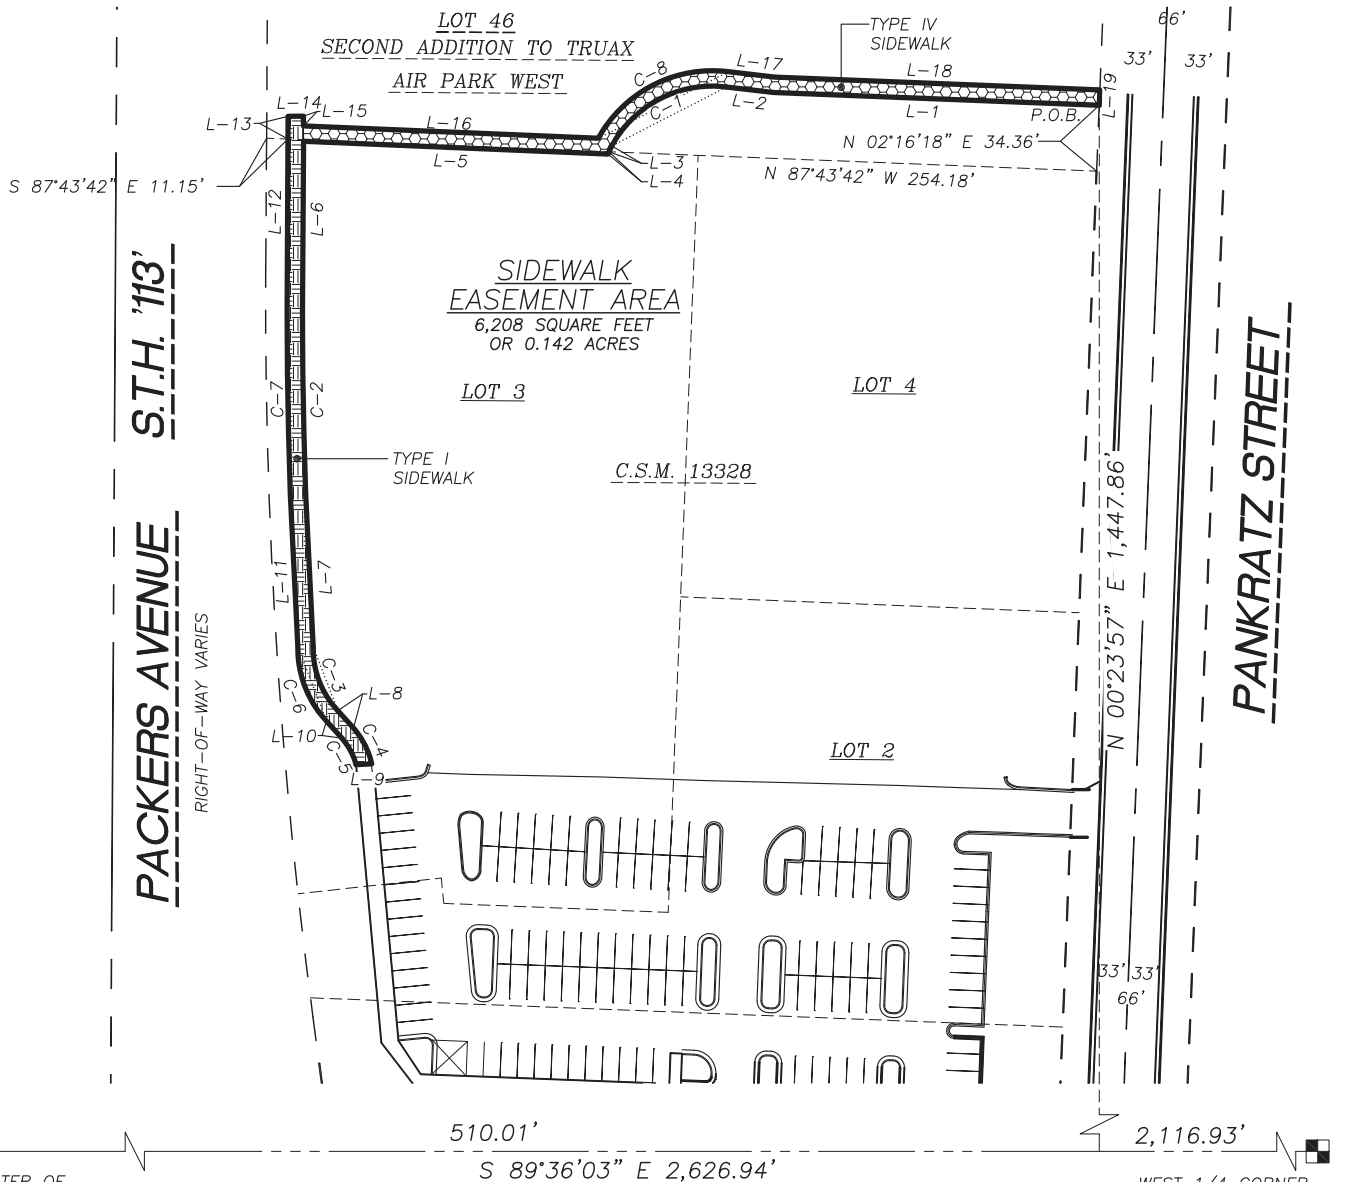 LOT 46
SECOND ADDITION TO TRUAX
AIR PARK WEST
TYPE IV
SIDEWALK
66'
33' 33'
C-8
L-17
L-18
L-19
C-1
L-2
L-1
P.O.B.
L-14
L-15
L-13
L-16
L-5
L-3
L-4
N 02°16'18" E 34.36'
N 87°43'42" W 254.18'
S 87°43'42" E 11.15'
L-12
L-6
SIDEWALK
EASEMENT AREA
6,208 SQUARE FEET
OR 0.142 ACRES
S.T.H. '113'
LOT 3
LOT 4
C-7
C-2
TYPE I
SIDEWALK
C.S.M. 13328
PANKRATZ STREET
N 00°23'57" E 1,447.86'
PACKERS AVENUE
RIGHT-OF-WAY VARIES
L-11
L-7
C-3
C-6
L-8
L-10
C-5
C-4
L-9
LOT 2
33' 33'
66'
510.01'
2,116.93'
S 89°36'03" E 2,626.94'
TER OF
WEST 1/4 CORNER